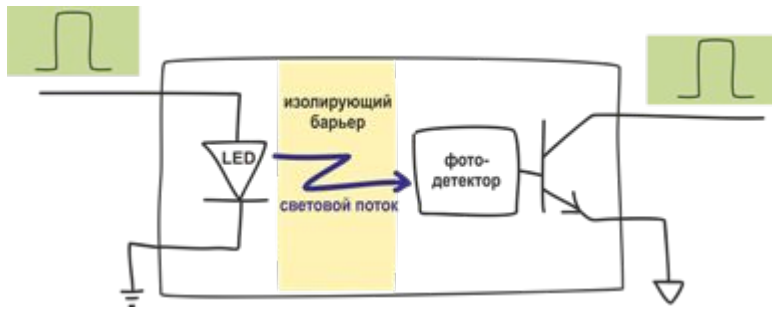 изолирующий
барьер
LED
фото-
детектор
световой поток